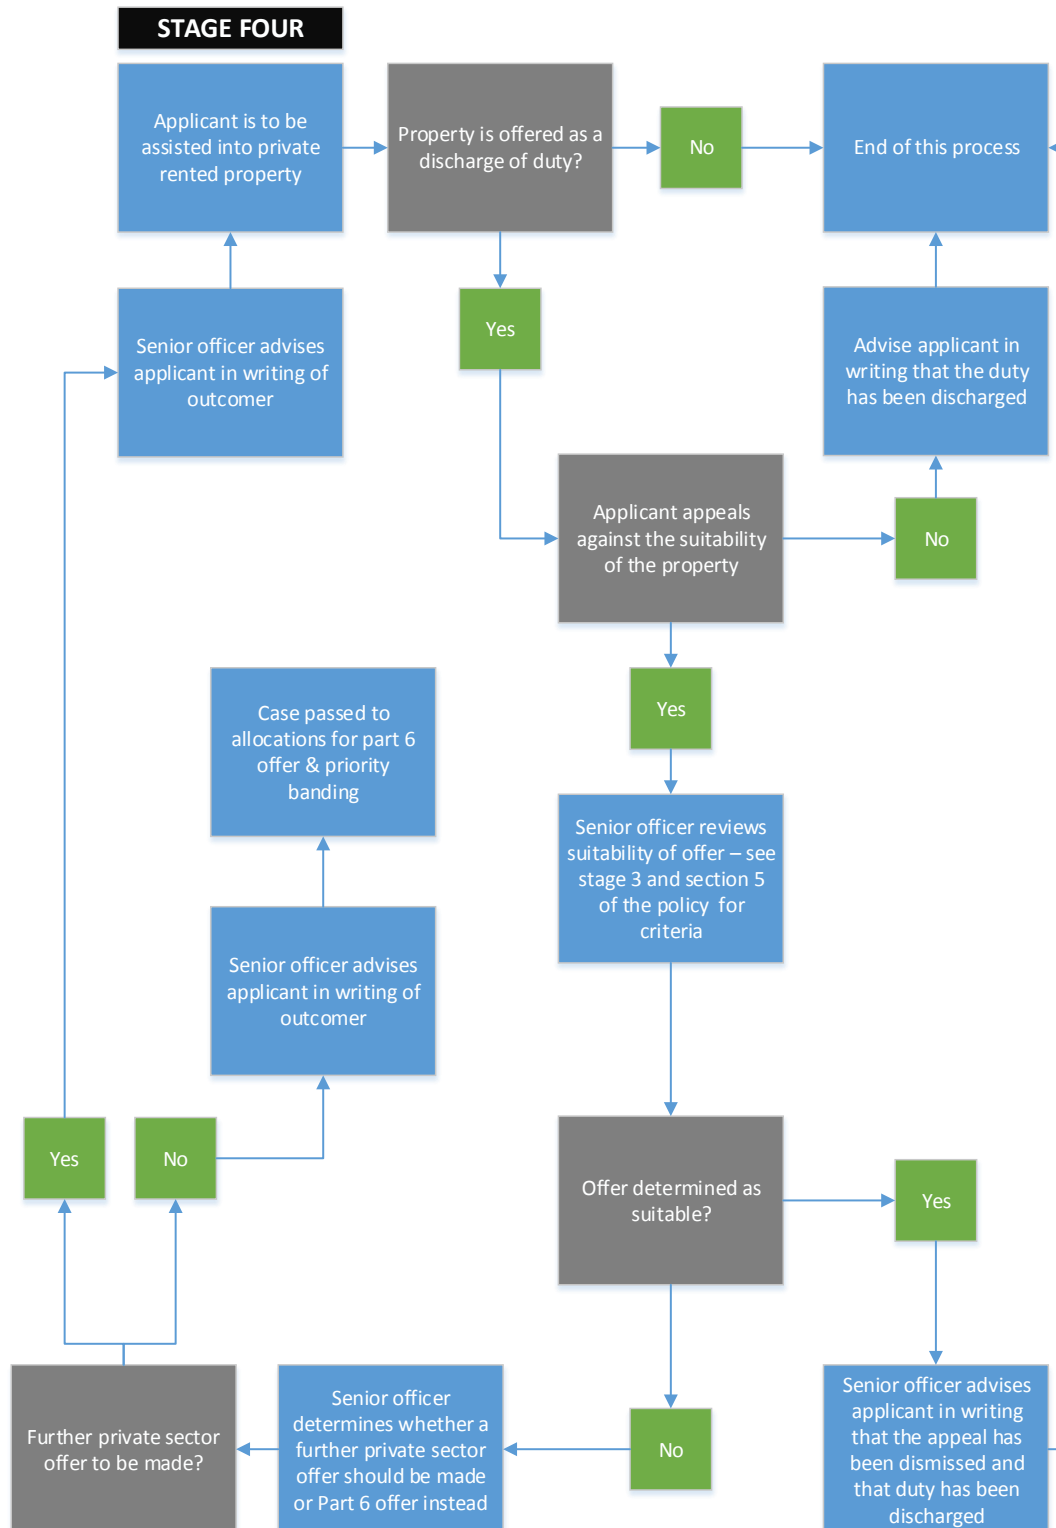 STAGE FOUR
Applicant is to be
assisted into private
rented property
Property is offered as a
discharge of duty?
No
End of this process
Senior officer advises
applicant in writing of
outcomer
Yes
Advise applicant in
writing that the duty
has been discharged
Applicant appeals
against the suitability
of the property
No
Yes
Case passed to
allocations for part 6
offer & priority
banding
Senior officer reviews
suitability of offer – see
stage 3 and section 5
of the policy for
criteria
Senior officer advises
applicant in writing of
outcomer
Yes
No
Offer determined as
suitable?
Yes
Further private sector
offer to be made?
Senior officer
determines whether a
further private sector
offer should be made
or Part 6 offer instead
No
Senior officer advises
applicant in writing
that the appeal has
been dismissed and
that duty has been
discharged